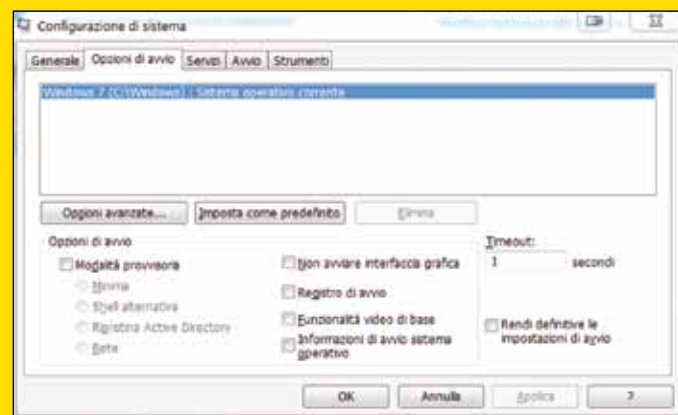 Configurazione di sistema
Generale Opzioni di avvio Servizi Avvio Strumenti
Windows 7 (C:\Windows) : Sistema operativo corrente
Opzioni avanzate... Imposta come predefinito Elimina
Opzioni di avvio
Modalità provvisoria
Minima
Shell alternativa
Ripristina Active Directory
Rete
Non avviare interfaccia grafica
Registro di avvio
Funzionalità video di base
Informazioni di avvio sistema
operativo
Timeout:
1 secondi
Rendi definitive le
impostazioni di avvio
OK Annulla Applica ?